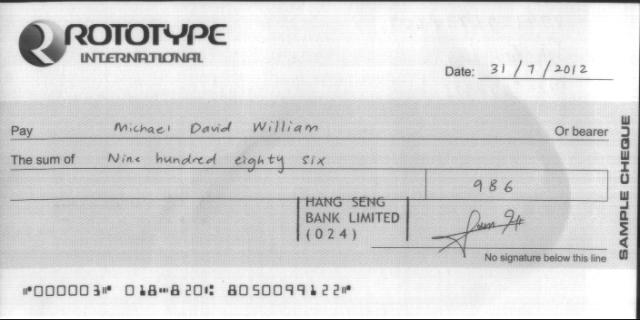 ROTOTYPE
INTERNATIONAL
Date: 31/7/2012
Pay Michael David William Or bearer
The sum of Nine hundred eighty six
986
HANG SENG
BANK LIMITED
(024)
No signature below this line
SAMPLE CHEQUE
⑈000003⑈ 018⑉820⑆ 8050099122⑈